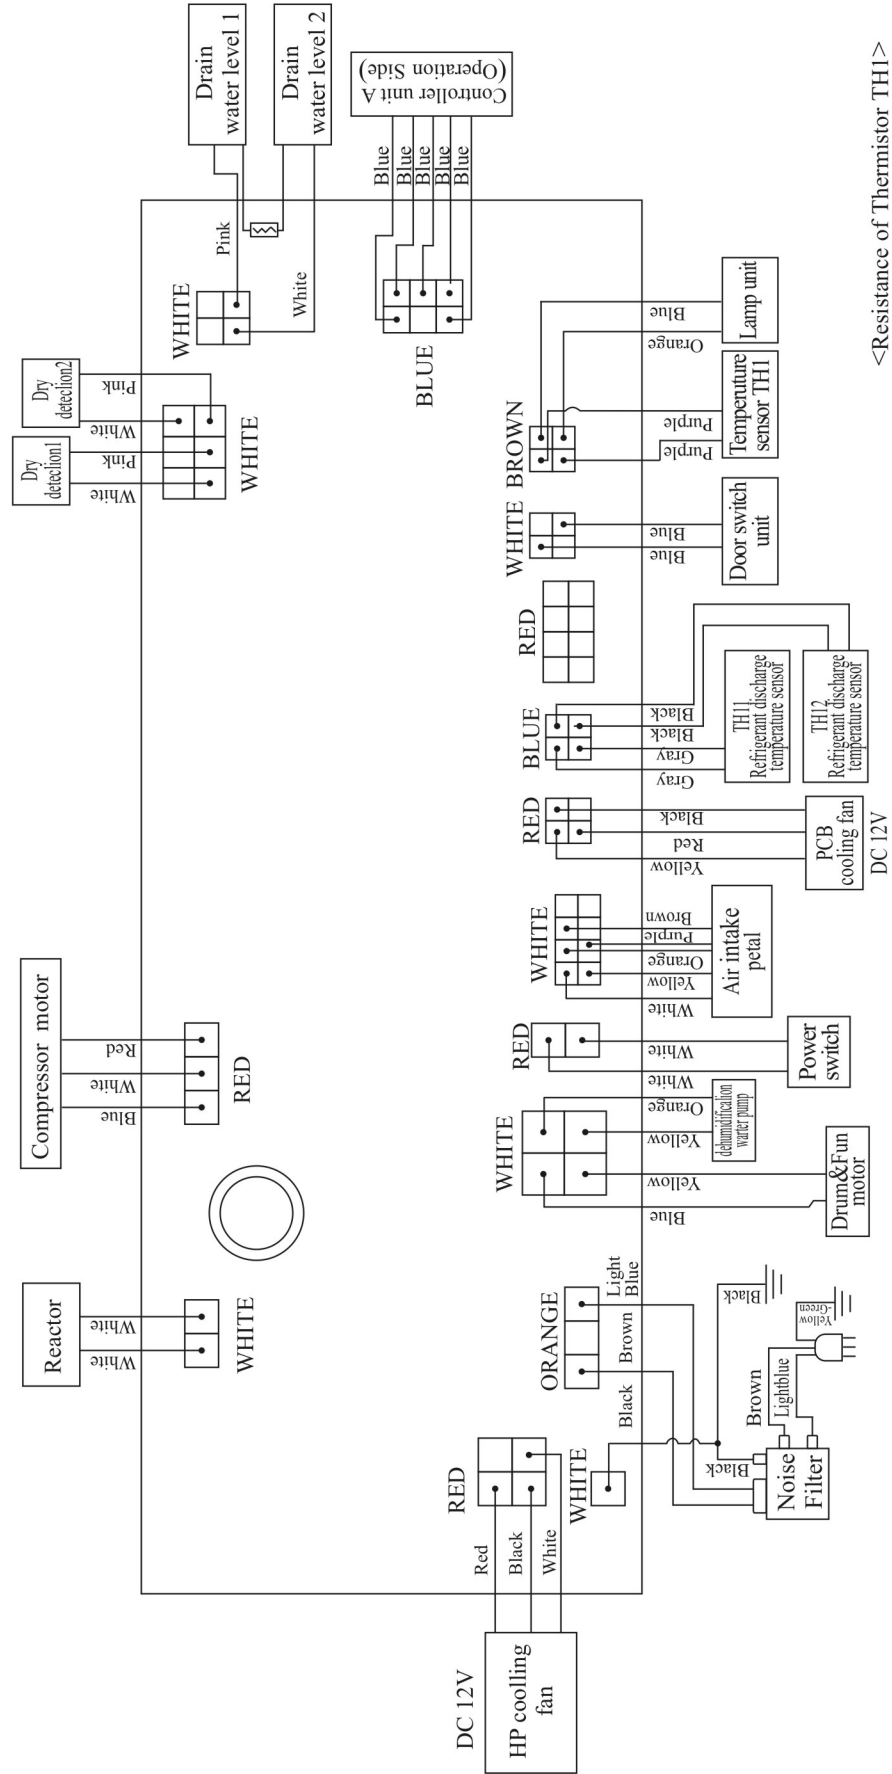 DC 12V
HP coolling
fan
Red
Black
White
RED
WHITE
Reactor
White
White
WHITE
Compressor motor
Blue
White
Red
RED
Dry
detection1
White
Pink
Dry
detection2
White
Pink
WHITE
Drain
water level 1
Drain
water level 2
Pink
White
WHITE
Controller unit A
(Operation Side)
Blue
Blue
Blue
Blue
Blue
BLUE
ORANGE
Black
Brown
Light
Blue
Black
Noise
Filter
Brown
Lightblue
Yellow
-Green
Black
WHITE
Blue
Yellow
Drum&Fun
motor
Yellow
Orange
dehumidification
warter pump
RED
White
White
Power
switch
WHITE
White
Yellow
Orange
Purple
Brown
Air intake
petal
RED
Yellow
Red
Black
PCB
cooling fan
DC 12V
BLUE
Gray
Gray
Black
Black
TH11
Refrigerant discharge
temperature sensor
TH12
Refrigerant discharge
temperature sensor
RED
WHITE
Blue
Blue
Door switch
unit
BROWN
Purple
Purple
Temperature
sensor TH1
Orange
Blue
Lamp unit
<Resistance of Thermistor TH1>